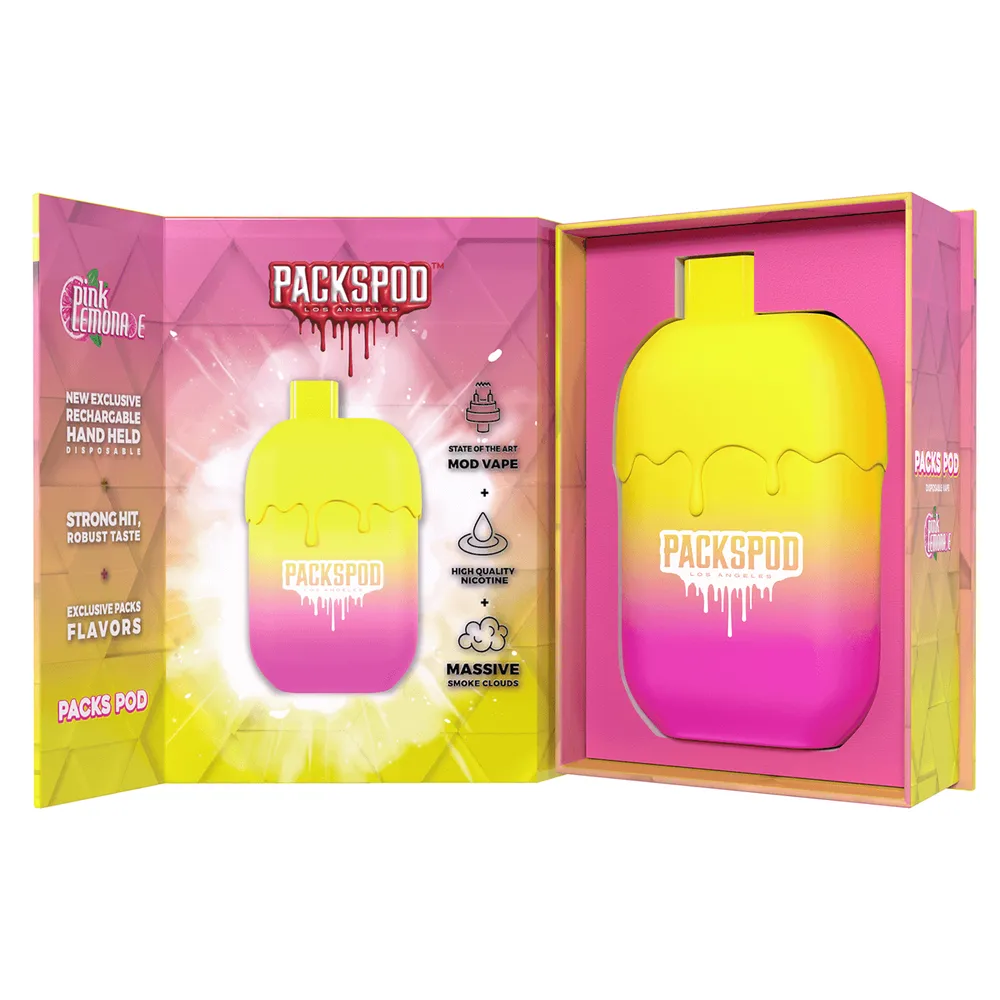 pink
LEMONADE
NEW EXCLUSIVE
RECHARGABLE
HAND HELD
DISPOSABLE
STRONG HIT,
ROBUST TASTE
EXCLUSIVE PACKS
FLAVORS
PACKS POD
PACKSPOD™
LOS ANGELES
PACKSPOD
LOS ANGELES
STATE OF THE ART
MOD VAPE
+
HIGH QUALITY
NICOTINE
+
MASSIVE
SMOKE CLOUDS
PACKSPOD
LOS ANGELES
PACKS POD
DISPOSABLE VAPE
pink
LEMONADE